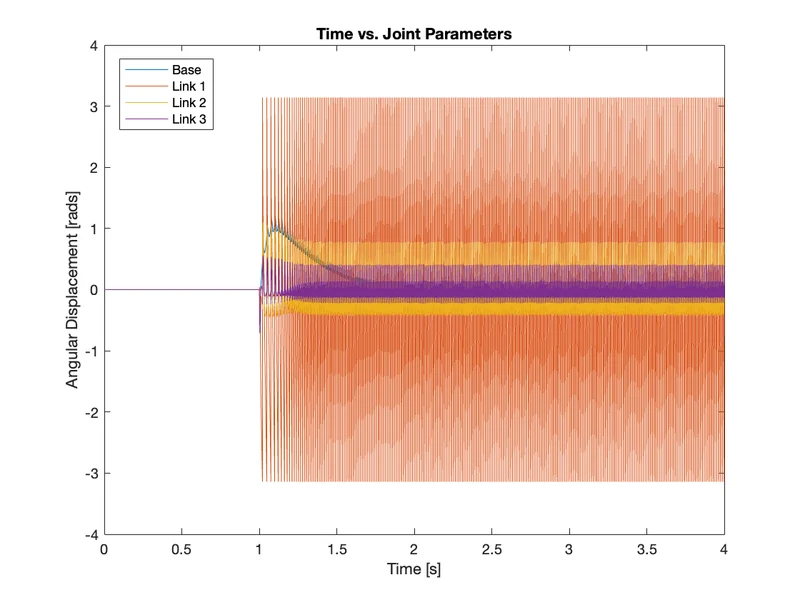 Time vs. Joint Parameters
Angular Displacement [rads]
4
3
2
1
0
-1
-2
-3
-4
Base
Link 1
Link 2
Link 3
0 0.5 1 1.5 2 2.5 3 3.5 4
Time [s]